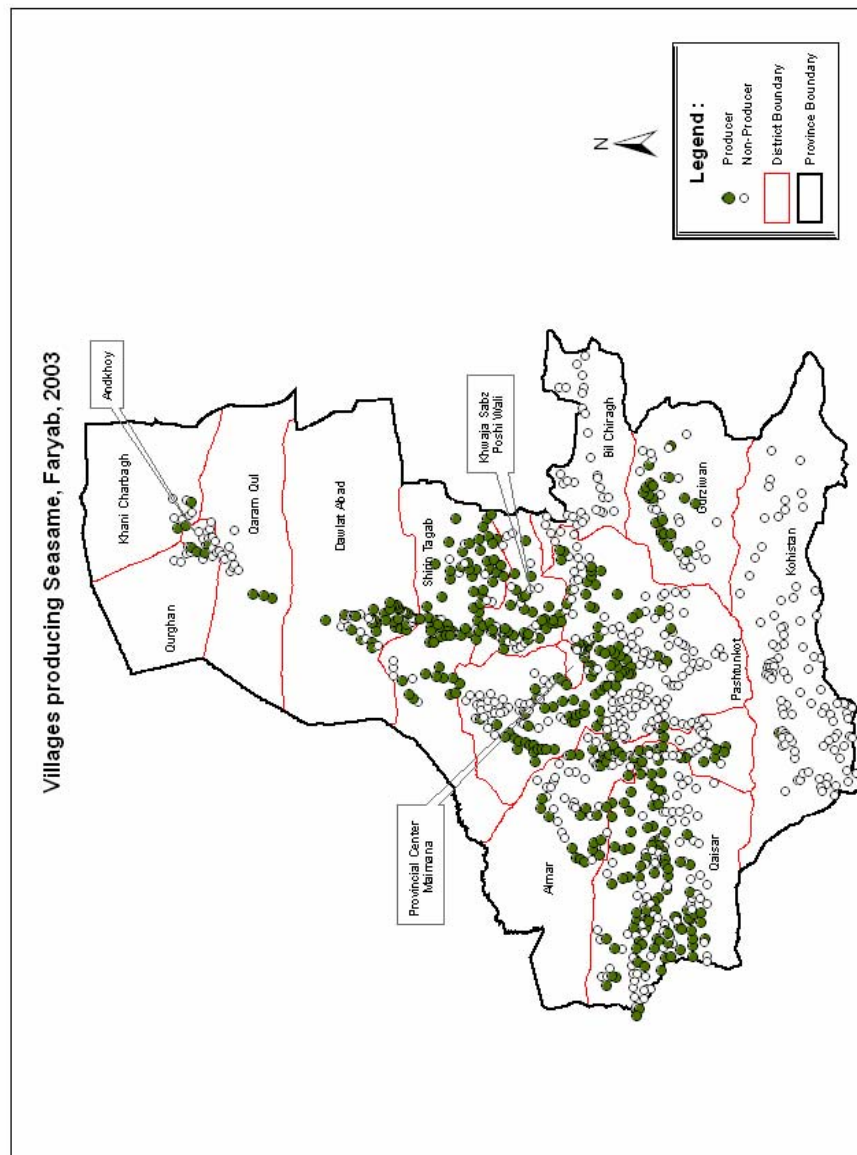 Villages producing Seasame, Faryab, 2003
Andkhoy
Khani Charbagh
Qurghan
Qaram Qul
Dawlat Abad
Shirin Tagab
Khwaja Sabz
Poshi Wali
Provincial Center
Maimana
Bil Chiragh
Gurziwan
Almar
Pashtunkot
Qaisar
Kohistan
N
Legend :
Producer
Non-Producer
District Boundary
Province Boundary